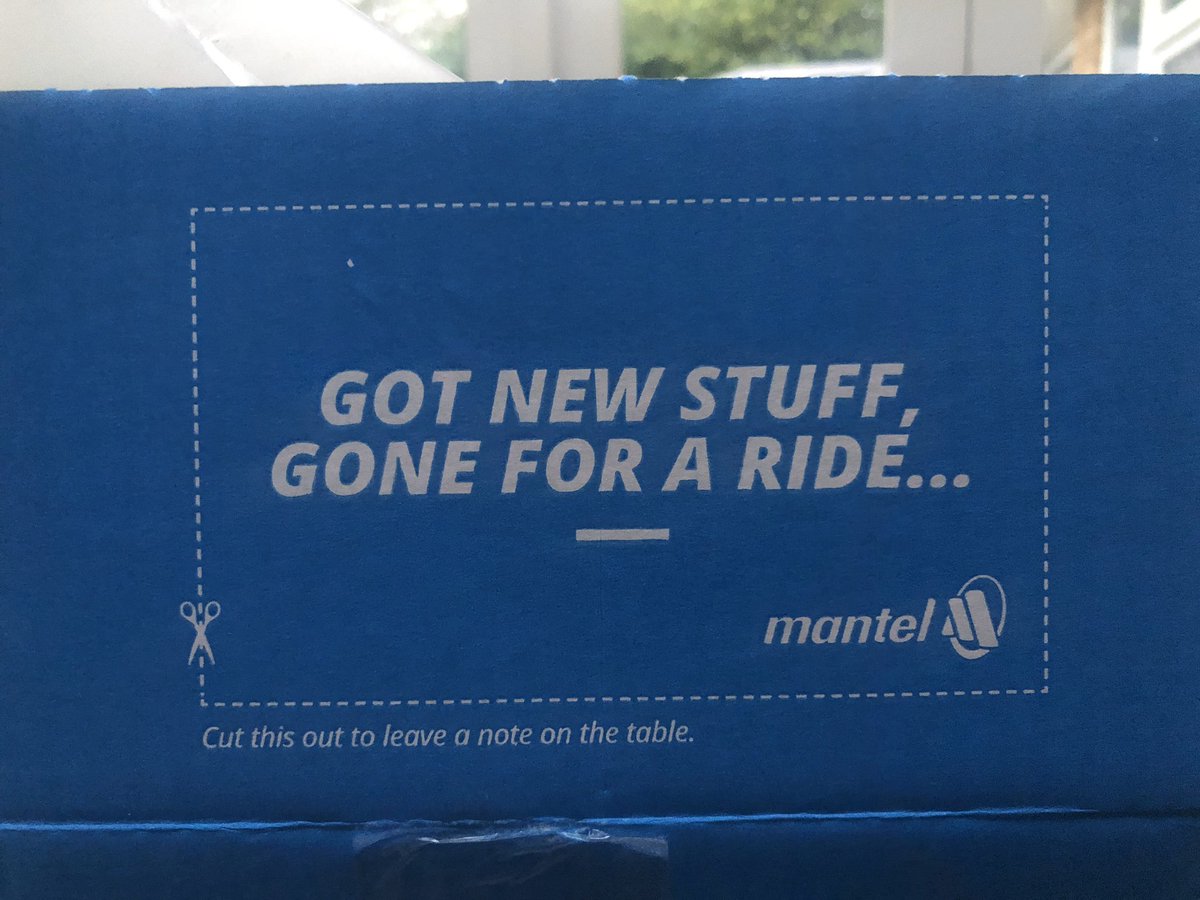 GOT NEW STUFF,
GONE FOR A RIDE...
mantel
Cut this out to leave a note on the table.